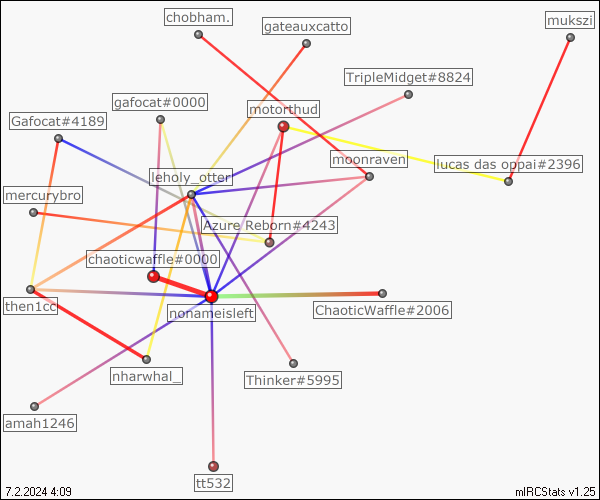 chobham.
gateauxcatto
mukszi
TripleMidget#8824
gafocat#0000
motorthud
Gafocat#4189
moonraven
lucas das oppai#2396
leholy_otter
mercurybro
Azure Reborn#4243
chaoticwaffle#0000
then1cc
nonameisleft
ChaoticWaffle#2006
nharwhal_
Thinker#5995
amah1246
tt532
7.2.2024 4:09
mIRCStats v1.25